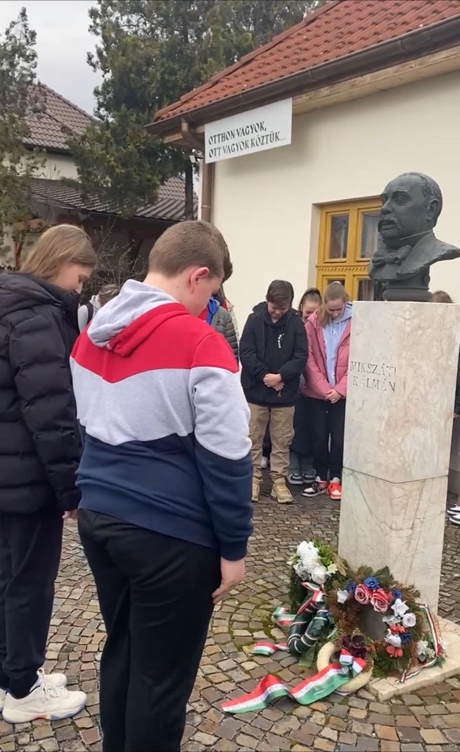 OTTHON VAGYOK,
OTT VAGYOK KÖZTÜK...
MIKSZÁTH
KÁLMÁN